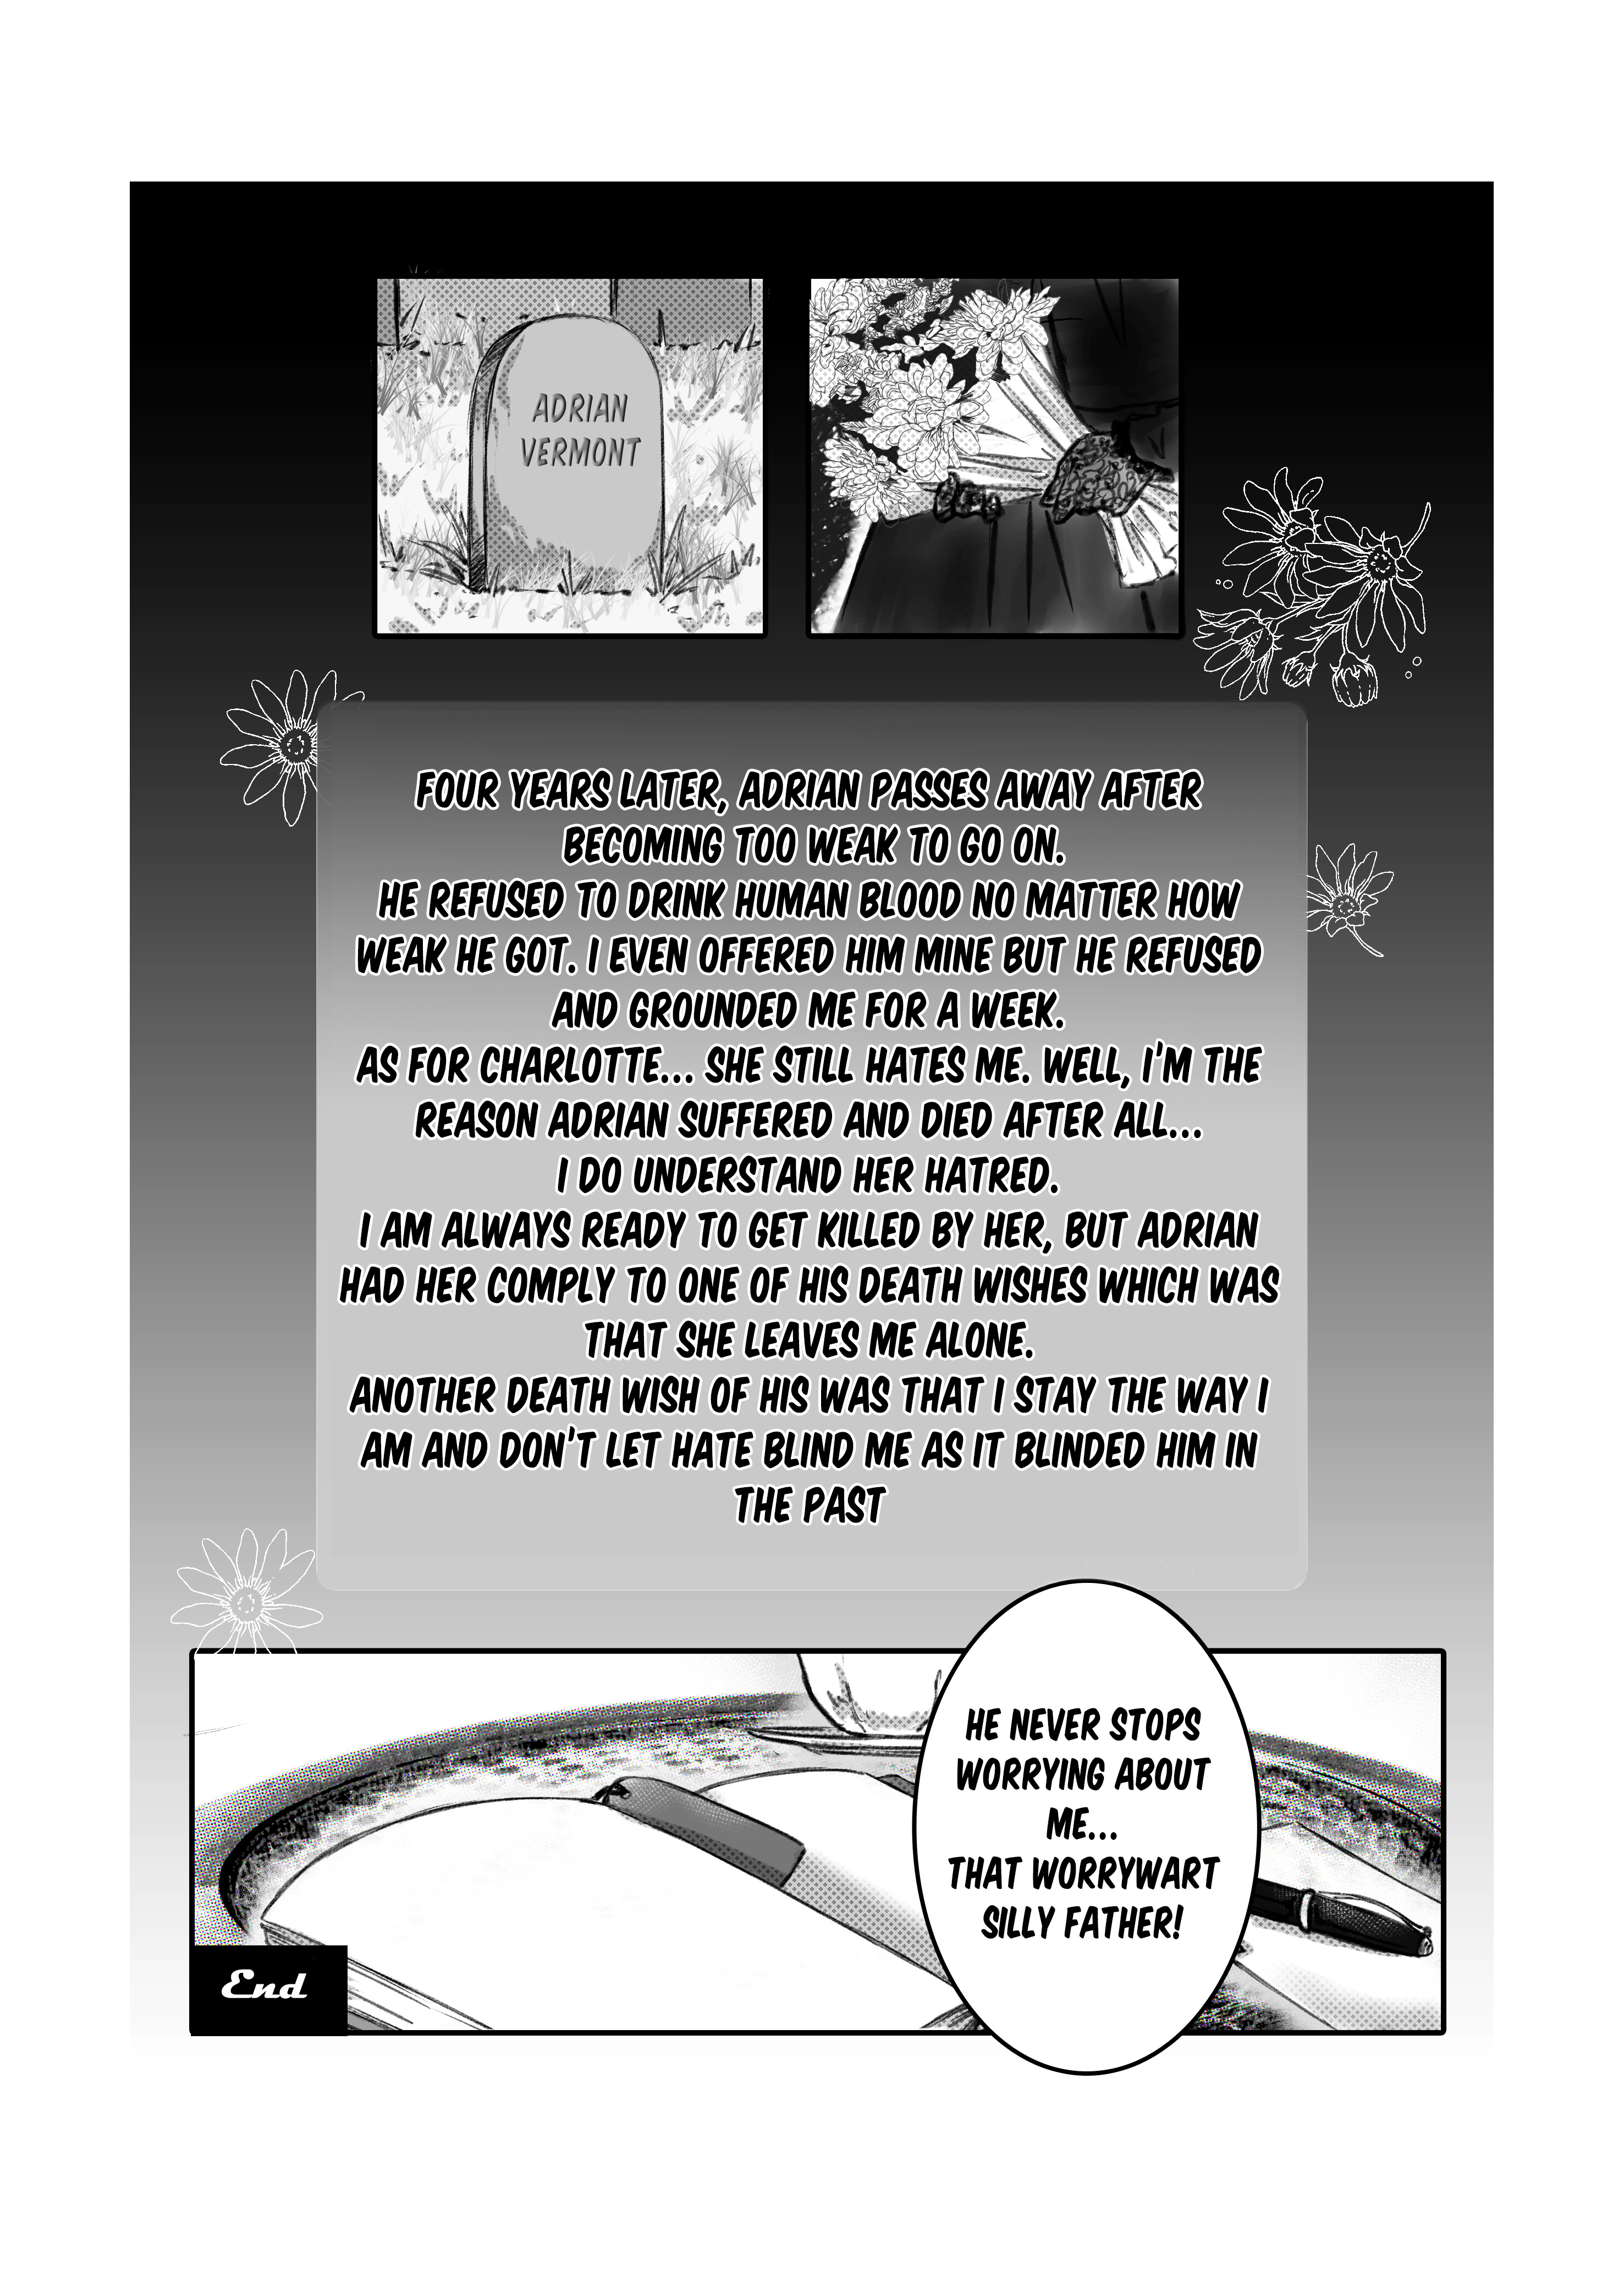 ADRIAN
VERMONT
FOUR YEARS LATER, ADRIAN PASSES AWAY AFTER
BECOMING TOO WEAK TO GO ON.
HE REFUSED TO DRINK HUMAN BLOOD NO MATTER HOW
WEAK HE GOT. I EVEN OFFERED HIM MINE BUT HE REFUSED
AND GROUNDED ME FOR A WEEK.
AS FOR CHARLOTTE... SHE STILL HATES ME. WELL, I'M THE
REASON ADRIAN SUFFERED AND DIED AFTER ALL...
I DO UNDERSTAND HER HATRED.
I AM ALWAYS READY TO GET KILLED BY HER, BUT ADRIAN
HAD HER COMPLY TO ONE OF HIS DEATH WISHES WHICH WAS
THAT SHE LEAVES ME ALONE.
ANOTHER DEATH WISH OF HIS WAS THAT I STAY THE WAY I
AM AND DON'T LET HATE BLIND ME AS IT BLINDED HIM IN
THE PAST
HE NEVER STOPS
WORRYING ABOUT
ME...
THAT WORRYWART
SILLY FATHER!
End